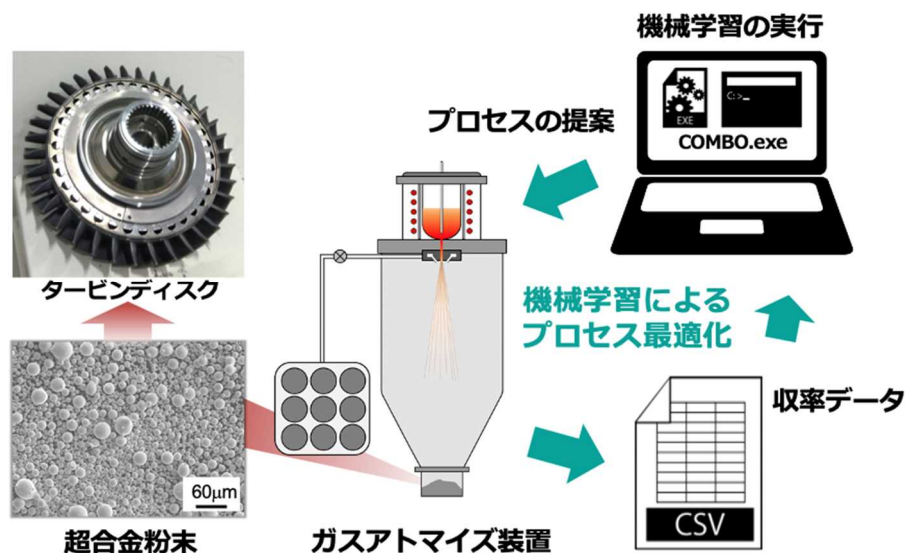 機械学習の実行
C:>_
EXE
COMBO.exe
プロセスの提案
タービンディスク
機械学習による
プロセス最適化
収率データ
60μm
CSV
超合金粉末
ガスアトマイズ装置